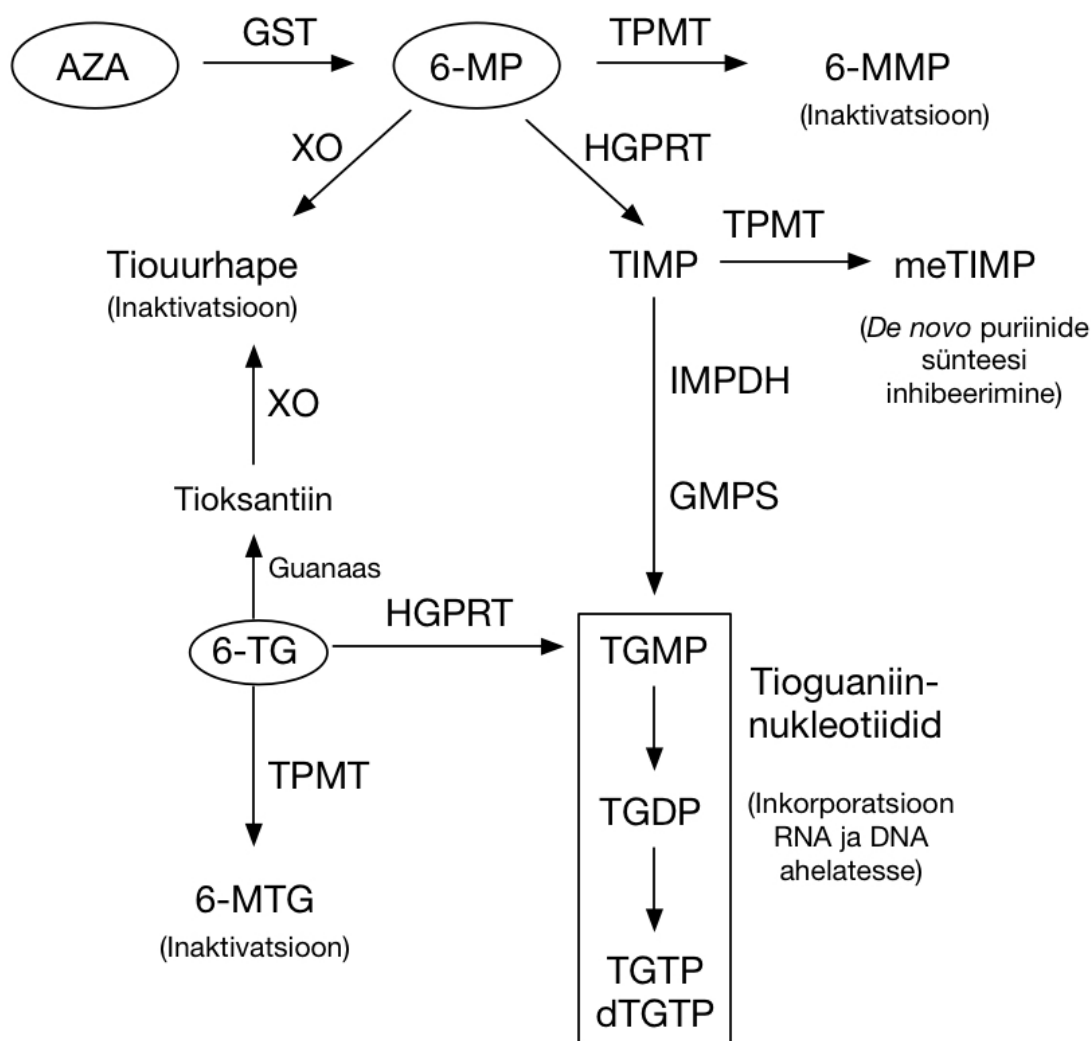 AZA
GST
6-MP
TPMT
6-MMP
(Inaktivatsioon)
XO
HGPRT
TPMT
Tiouurhape
(Inaktivatsioon)
TIMP
meTIMP
(De novo puriinide
sünteesi
inhibeerimine)
IMPDH
XO
GMPS
Tioksantiin
Guanaas
HGPRT
6-TG
TGMP
Tioguaniin-
nukleotiidid
TPMT
TGDP
(Inkorporatsioon
RNA ja DNA
ahelatesse)
6-MTG
(Inaktivatsioon)
TGTP
dTGTP